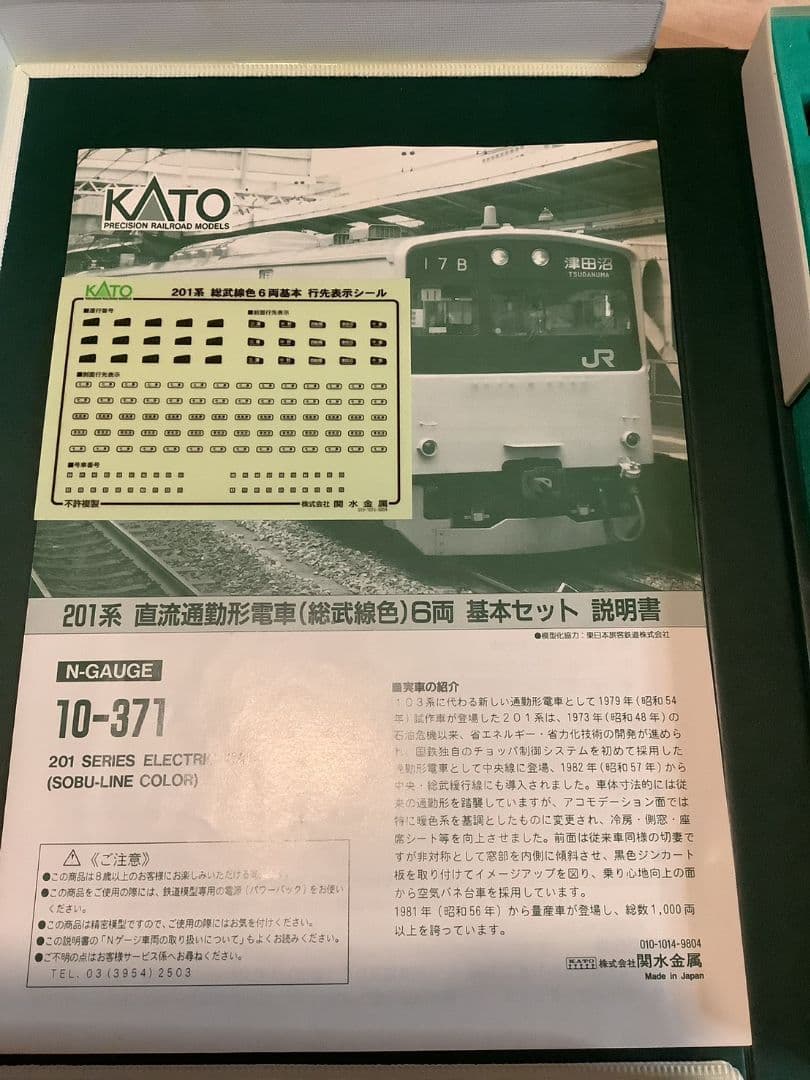 KATO
PRECISION RAILROAD MODELS
17B
津田沼
TSUDANUMA
JR
KATO
201系 総武線色6両基本 行先表示シール
■運行番号
■前面行先表示
■側面行先表示
■号車番号
不許複製
株式会社 関水金属
201系 直流通勤形電車(総武線色)6両 基本セット 説明書
●模型化協力:東日本旅客鉄道株式会社
N-GAUGE
10-371
201 SERIES ELECTRI
(SOBU-LINE COLOR)
■実車の紹介
103系に代わる新しい通勤形電車として1979年(昭和54
年)試作車が登場した201系は、1973年(昭和48年)の
石油危機以来、省エネルギー・省力化技術の開発が進めら
れ、国鉄独自のチョッパ制御システムを初めて採用した
通勤形電車として中央線に登場、1982年(昭和57年)から
中央・総武緩行線にも導入されました。車体寸法的には従
来の通勤形を踏襲していますが、アコモデーション面では
特に暖色系を基調としたものに変更され、冷房・側窓・座
席シート等を向上させました。前面は従来車同様の切妻で
すが非対称として窓部を内側に傾斜させ、黒色ジンカート
板を取り付けてイメージアップを図り、乗り心地向上の面
から空気バネ台車を採用しています。
1981年(昭和56年)から量産車が登場し、総数1,000両
以上を誇っています。
《ご注意》
●この商品は8歳以上のお客様にお楽しみいただける
●この商品をご使用の際には、鉄道模型専用の電源(パワーパック)をお使い
ください。
●この商品は精密模型ですので、ご使用の際にはお気を付けください。
●この説明書の「Nゲージ車両の取り扱いについて」もよくお読みください。
●ご不明の点はお客様サービス係へお尋ねください。
TEL.03(3954)2503
010-1014-9804
KATO 株式会社 関水金属
Made in Japan